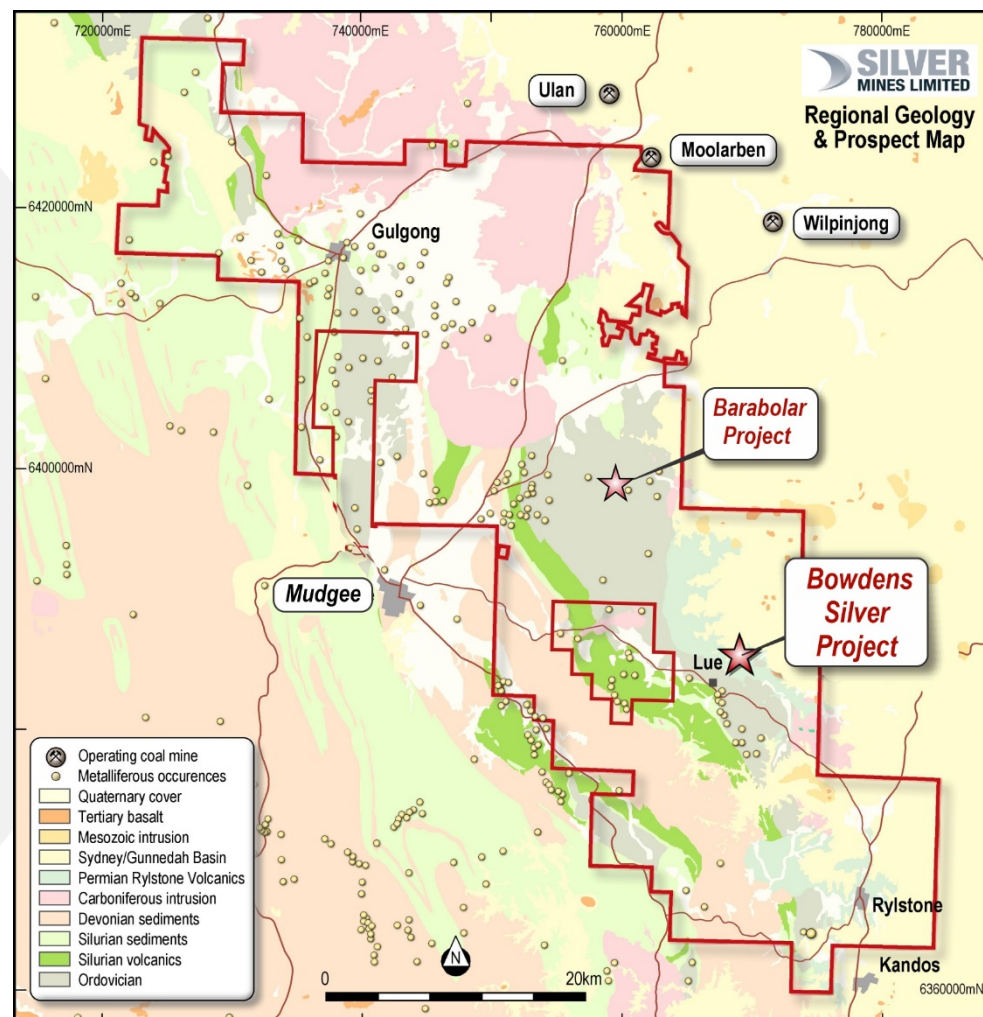 720000mE
740000mE
760000mE
780000mE
SILVER
MINES LIMITED
Regional Geology
& Prospect Map
Ulan
Moolarben
Wilpinjong
6420000mN
Gulgong
Barabolar
Project
6400000mN
Bowdens
Silver
Project
Mudgee
Lue
Operating coal mine
Metalliferous occurences
Quaternary cover
Tertiary basalt
Mesozoic intrusion
Sydney/Gunnedah Basin
Permian Rylstone Volcanics
Carboniferous intrusion
Devonian sediments
Silurian sediments
Silurian volcanics
Ordovician
N
0
20km
Rylstone
Kandos
6360000mN